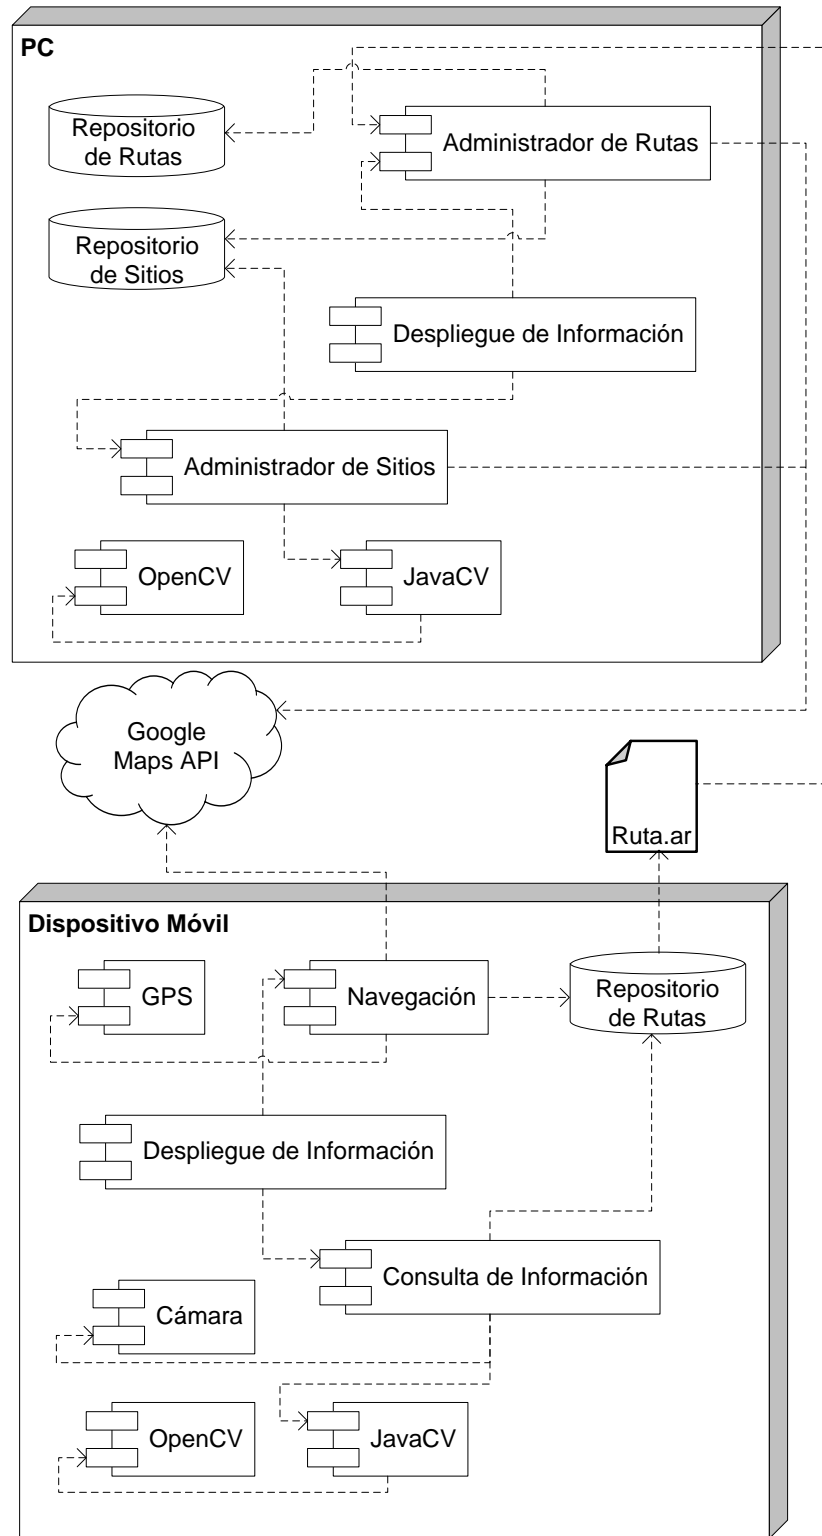 PC
Repositorio
de Rutas
Administrador de Rutas
Repositorio
de Sitios
Despliegue de Información
Administrador de Sitios
OpenCV
JavaCV
Google
Maps API
Ruta.ar
Dispositivo Móvil
GPS
Navegación
Repositorio
de Rutas
Despliegue de Información
Consulta de Información
Cámara
OpenCV
JavaCV